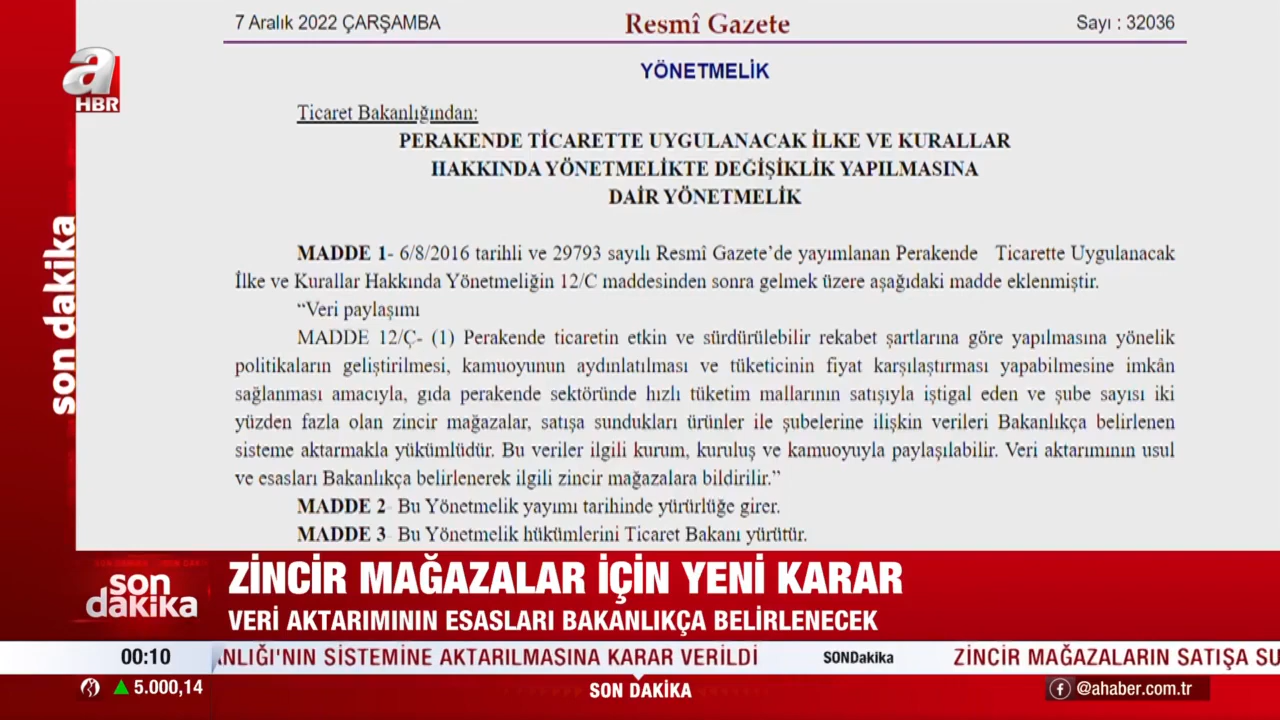 7 Aralık 2022 ÇARŞAMBA
Resmî Gazete
Sayı : 32036
YÖNETMELİK
a
HBR
Ticaret Bakanlığından:
PERAKENDE TİCARETTE UYGULANACAK İLKE VE KURALLAR
HAKKINDA YÖNETMELİKTE DEĞİŞİKLİK YAPILMASINA
DAİR YÖNETMELİK
MADDE 1- 6/8/2016 tarihli ve 29793 sayılı Resmî Gazete’de yayımlanan Perakende Ticarette Uygulanacak
İlke ve Kurallar Hakkında Yönetmeliğin 12/C maddesinden sonra gelmek üzere aşağıdaki madde eklenmiştir.
“Veri paylaşımı
MADDE 12/Ç- (1) Perakende ticaretin etkin ve sürdürülebilir rekabet şartlarına göre yapılmasına yönelik
politikaların geliştirilmesi, kamuoyunun aydınlatılması ve tüketicinin fiyat karşılaştırması yapabilmesine imkân
sağlanması amacıyla, gıda perakende sektöründe hızlı tüketim mallarının satışıyla iştigal eden ve şube sayısı iki
yüzden fazla olan zincir mağazalar, satışa sundukları ürünler ile şubelerine ilişkin verileri Bakanlıkça belirlenen
sisteme aktarmakla yükümlüdür. Bu veriler ilgili kurum, kuruluş ve kamuoyuyla paylaşılabilir. Veri aktarımının usul
ve esasları Bakanlıkça belirlenerek ilgili zincir mağazalara bildirilir.”
MADDE 2- Bu Yönetmelik yayımı tarihinde yürürlüğe girer.
MADDE 3- Bu Yönetmelik hükümlerini Ticaret Bakanı yürütür.
son dakika
son dakika
ZİNCİR MAĞAZALAR İÇİN YENİ KARAR
VERİ AKTARIMININ ESASLARI BAKANLIKÇA BELİRLENECEK
00:10
ANLIĞI'NIN SİSTEMİNE AKTARILMASINA KARAR VERİLDİ
SONDakika
ZİNCİR MAĞAZALARIN SATIŞA SU
5.000,14
SON DAKİKA
@ahaber.com.tr